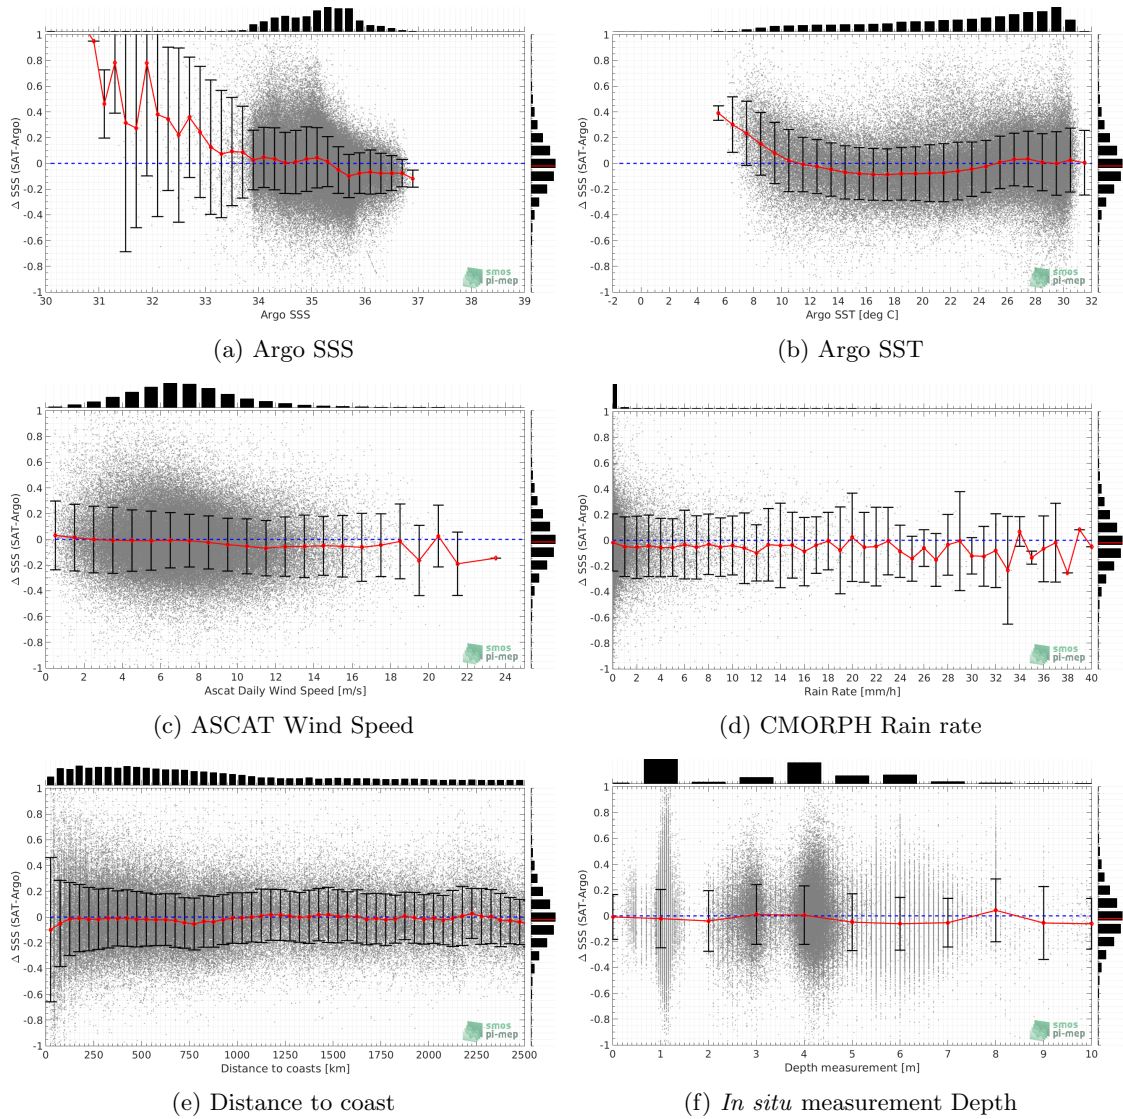 1
0.8
0.6
0.4
0.2
0
-0.2
-0.4
-0.6
-0.8
-1
Δ SSS (SAT-Argo)
30 31 32 33 34 35 36 37 38 39
Argo SSS
smos
pi-mep
(a) Argo SSS
1
0.8
0.6
0.4
0.2
0
-0.2
-0.4
-0.6
-0.8
-1
Δ SSS (SAT-Argo)
-2 0 2 4 6 8 10 12 14 16 18 20 22 24 26 28 30 32
Argo SST [deg C]
smos
pi-mep
(b) Argo SST
1
0.8
0.6
0.4
0.2
0
-0.2
-0.4
-0.6
-0.8
-1
Δ SSS (SAT-Argo)
0 2 4 6 8 10 12 14 16 18 20 22 24
Ascat Daily Wind Speed [m/s]
smos
pi-mep
(c) ASCAT Wind Speed
1
0.8
0.6
0.4
0.2
0
-0.2
-0.4
-0.6
-0.8
-1
Δ SSS (SAT-Argo)
0 2 4 6 8 10 12 14 16 18 20 22 24 26 28 30 32 34 36 38 40
Rain Rate [mm/h]
smos
pi-mep
(d) CMORPH Rain rate
1
0.8
0.6
0.4
0.2
0
-0.2
-0.4
-0.6
-0.8
-1
Δ SSS (SAT-Argo)
0 250 500 750 1000 1250 1500 1750 2000 2250 2500
Distance to coasts [km]
smos
pi-mep
(e) Distance to coast
1
0.8
0.6
0.4
0.2
0
-0.2
-0.4
-0.6
-0.8
-1
Δ SSS (SAT-Argo)
0 1 2 3 4 5 6 7 8 9 10
Depth measurement [m]
smos
pi-mep
(f) In situ measurement Depth